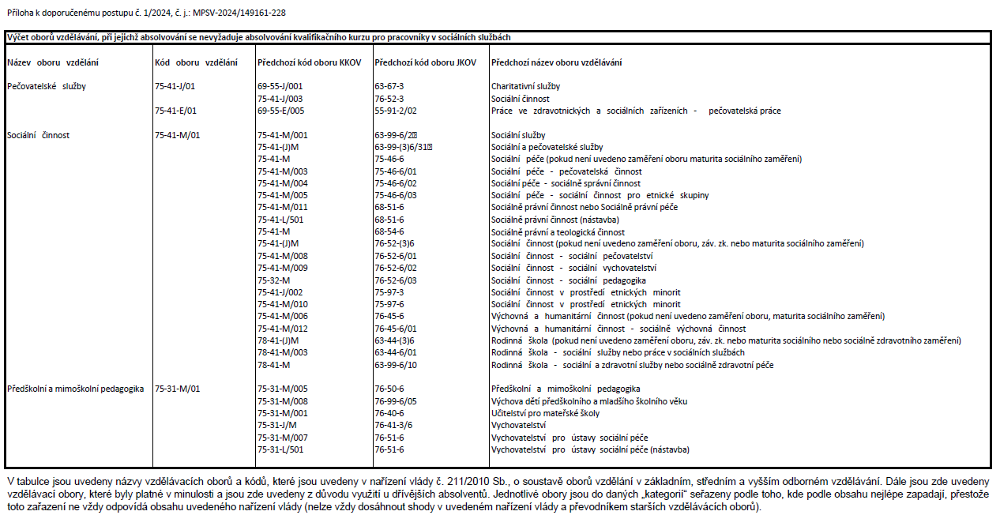 Příloha k doporučenému postupu č. 1/2024, č. j.: MPSV-2024/149161-228
Výčet oborů vzdělávání, při jejichž absolvování se nevyžaduje absolvování kvalifikačního kurzu pro pracovníky v sociálních službách
Název oboru vzdělání Kód oboru vzdělání Předchozí kód oboru KKOV Předchozí kód oboru JKOV Předchozí název oboru vzdělávání
Pečovatelské služby 75-41-J/01 69-55-J/001 63-67-3 Charitativní služby
75-41-J/003 76-52-3 Sociální činnost
75-41-E/01 69-55-E/005 55-91-2/02 Práce ve zdravotnických a sociálních zařízeních - pečovatelská práce
Sociální činnost 75-41-M/01 75-41-M/001 63-99-6/2 Sociální služby
75-41-(J)M 63-99-(3)6/31 Sociální a pečovatelské služby
75-41-M 75-46-6 Sociální péče (pokud není uvedeno zaměření oboru maturita sociálního zaměření)
75-41-M/003 75-46-6/01 Sociální péče - pečovatelská činnost
75-41-M/004 75-46-6/02 Sociální péče - sociálně správní činnost
75-41-M/005 75-46-6/03 Sociální péče - sociální činnost pro etnické skupiny
75-41-M/011 68-51-6 Sociálně právní činnost nebo Sociálně právní péče
75-41-L/501 68-51-6 Sociálně právní činnost (nástavba)
75-41-M 68-54-6 Sociálně právní a teologická činnost
75-41-(J)M 76-52-(3)6 Sociální činnost (pokud není uvedeno zaměření oboru, záv. zk. nebo maturita sociálního zaměření)
75-41-M/008 76-52-6/01 Sociální činnost - sociální pečovatelství
75-41-M/009 76-52-6/02 Sociální činnost - sociální vychovatelství
75-32-M 76-52-6/03 Sociální činnost - sociální pedagogika
75-41-J/002 75-97-3 Sociální činnost v prostředí etnických minorit
75-41-M/010 75-97-6 Sociální činnost v prostředí etnických minorit
75-41-M/006 76-45-6 Výchovná a humanitární činnost (pokud není uvedeno zaměření oboru, maturita sociálního zaměření)
75-41-M/012 76-45-6/01 Výchovná a humanitární činnost - sociálně výchovná činnost
78-41-(J)M 63-44-(3)6 Rodinná škola (pokud není uvedeno zaměření oboru, záv. zk. nebo maturita sociálního nebo sociálně zdravotního zaměření)
78-41-M/003 63-44-6/01 Rodinná škola - sociální služby nebo práce v sociálních službách
78-41-M 63-99-6/10 Rodinná škola - sociální a zdravotní služby nebo sociálně zdravotní péče
Předškolní a mimoškolní pedagogika 75-31-M/01 75-31-M/005 76-50-6 Předškolní a mimoškolní pedagogika
75-31-M/008 76-99-6/05 Výchova dětí předškolního a mladšího školního věku
75-31-M/001 76-40-6 Učitelství pro mateřské školy
75-31-J/M 76-41-3/6 Vychovatelství
75-31-M/007 76-51-6 Vychovatelství pro ústavy sociální péče
75-31-L/501 76-51-6 Vychovatelství pro ústavy sociální péče (nástavba)
V tabulce jsou uvedeny názvy vzdělávacích oborů a kódů, které jsou uvedeny v nařízení vlády č. 211/2010 Sb., o soustavě oborů vzdělání v základním, středním a vyšším odborném vzdělávání. Dále jsou zde uvedeny
vzdělávací obory, které byly platné v minulosti a jsou zde uvedeny z důvodu využití u dřívějších absolventů. Jednotlivé obory jsou do daných „kategorií“ seřazeny podle toho, kde podle obsahu nejlépe zapadají, přestože
toto zařazení ne vždy odpovídá obsahu uvedeného nařízení vlády (nelze vždy dosáhnout shody v uvedeném nařízení vlády a převodníkem starších vzdělávácích oborů).